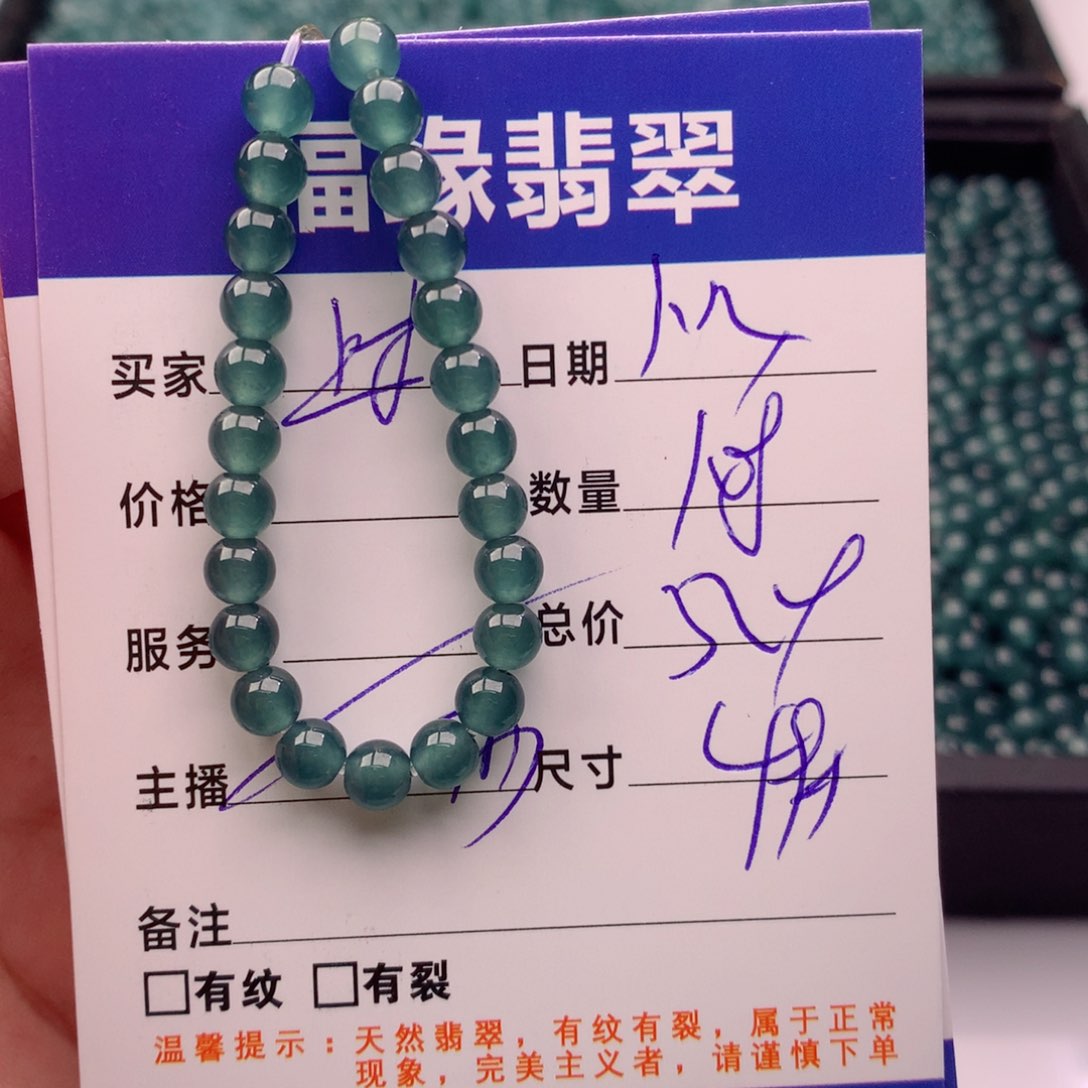 福缘翡翠
买家 日期
价格 数量
服务 总价
主播 尺寸
备注
有纹 有裂
温馨提示：天然翡翠，有纹有裂，属于正常
现象，完美主义者，请谨慎下单